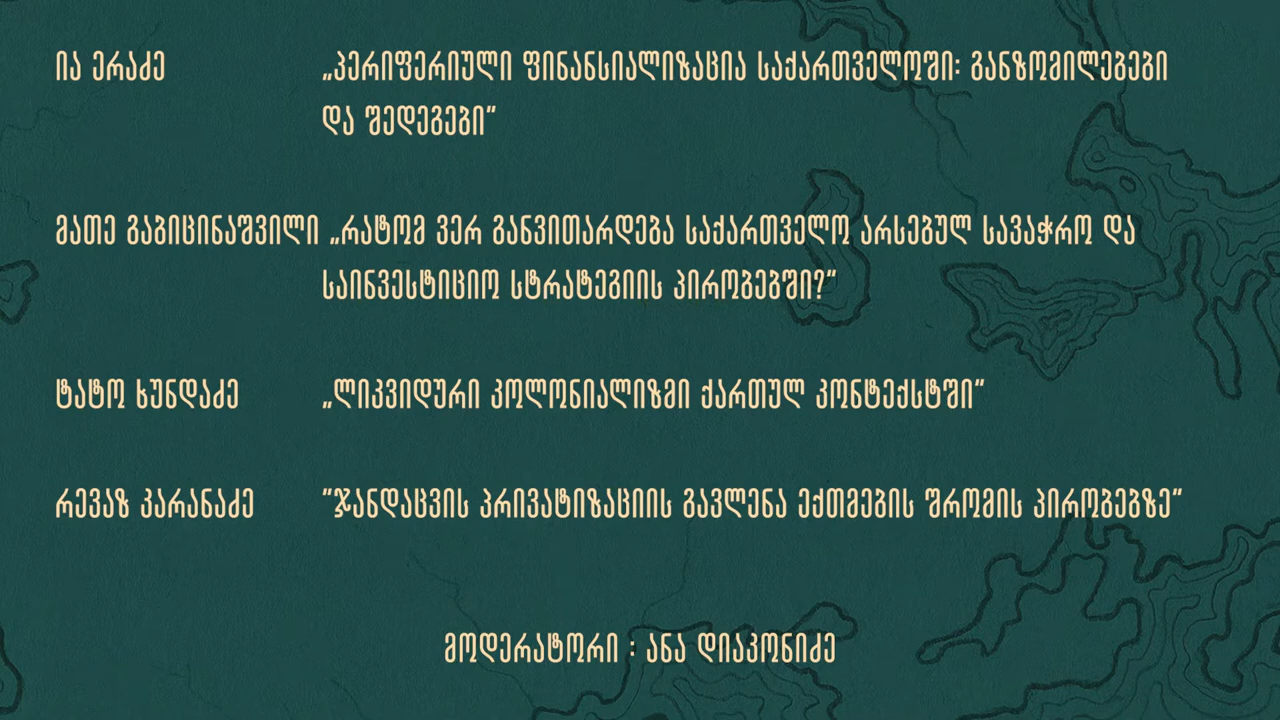 ია ერაძე „პერიფერიული ფინანსიალიზაცია საქართველოში: განზომილებები
და შედეგები”
მათე გაბიცინაშვილი „რატომ ვერ განვითარდება საქართველო არსებულ სავაჭრო და
საინვესტიციო სტრატეგიის პირობებში?“
ტატო ხუნდაძე „ლიკვიდური კოლონიალიზმი ქართულ კონტექსტში“
რევაზ კარანაძე “ჯანდაცვის პრივატიზაციის გავლენა ექთმების შრომის პირობებზე”
მოდერატორი : ანა დიაკონიძე